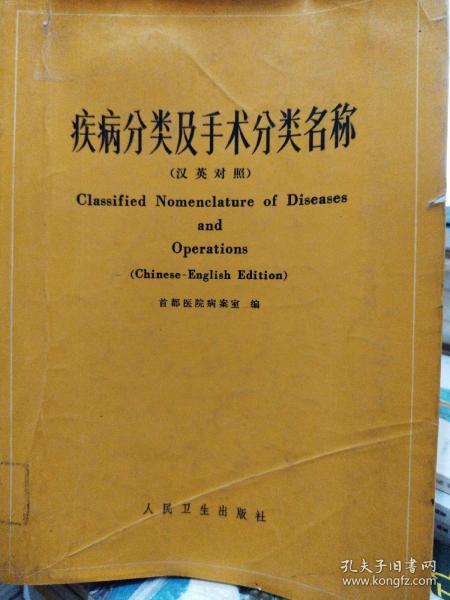 疾病分类及手术分类名称
（汉英对照）
Classified Nomenclature of Diseases
and
Operations
(Chinese-English Edition)
首都医院病案室 编
人民卫生出版社
孔夫子旧书网
www.kongfz.com